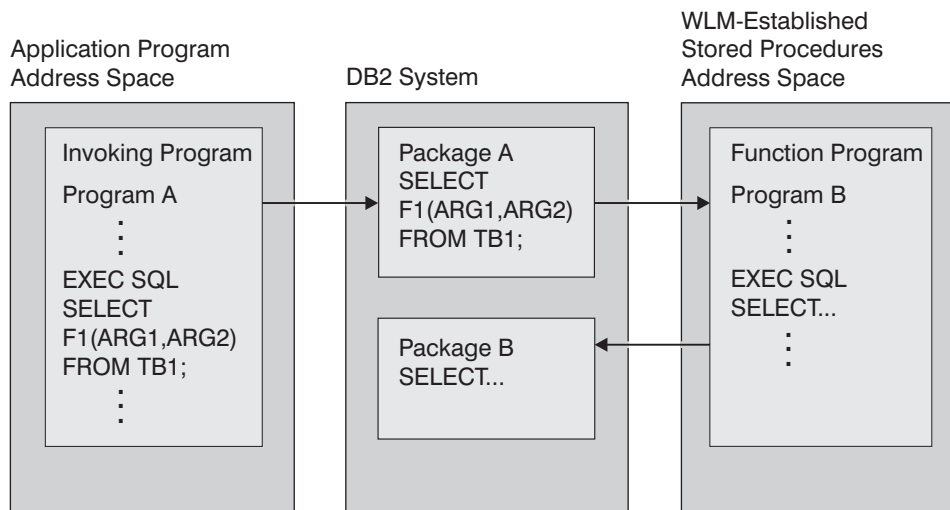 Application Program
Address Space
Invoking Program
Program A
EXEC SQL
SELECT
F1(ARG1,ARG2)
FROM TB1;
DB2 System
Package A
SELECT
F1(ARG1,ARG2)
FROM TB1;
Package B
SELECT...
WLM-Established
Stored Procedures
Address Space
Function Program
Program B
EXEC SQL
SELECT...